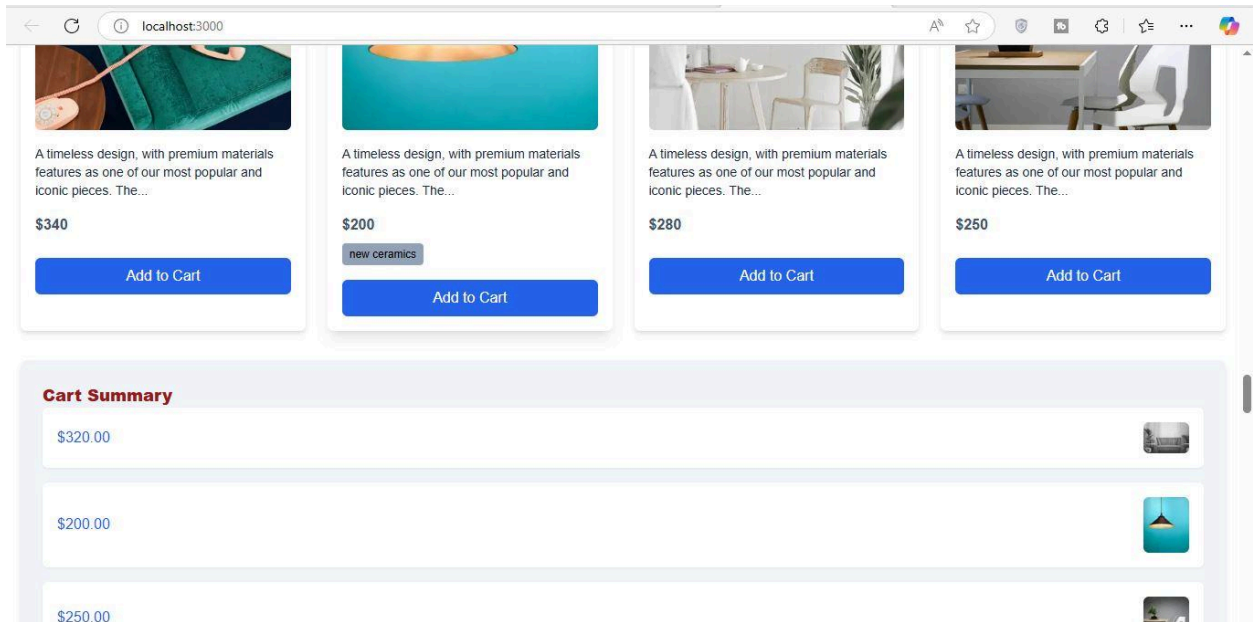 localhost:3000
A timeless design, with premium materials
features as one of our most popular and
iconic pieces. The...
$340
Add to Cart
A timeless design, with premium materials
features as one of our most popular and
iconic pieces. The...
$200
new ceramics
Add to Cart
A timeless design, with premium materials
features as one of our most popular and
iconic pieces. The...
$280
Add to Cart
A timeless design, with premium materials
features as one of our most popular and
iconic pieces. The...
$250
Add to Cart
Cart Summary
$320.00
$200.00
$250.00